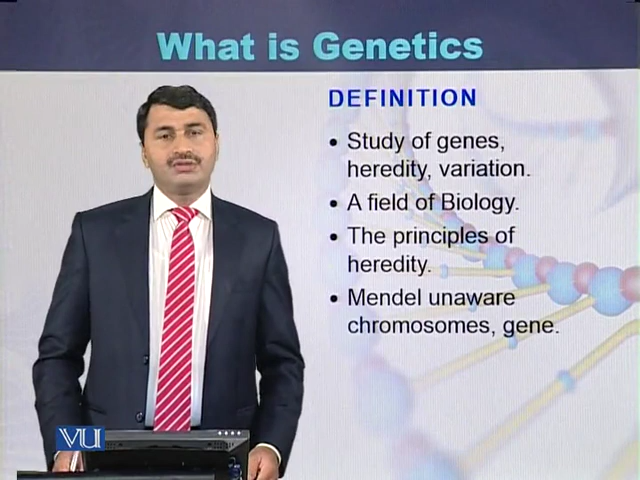 What is Genetics
DEFINITION
• Study of genes,
heredity, variation.
• A field of Biology.
• The principles of
heredity.
• Mendel unaware
chromosomes, gene.
VU